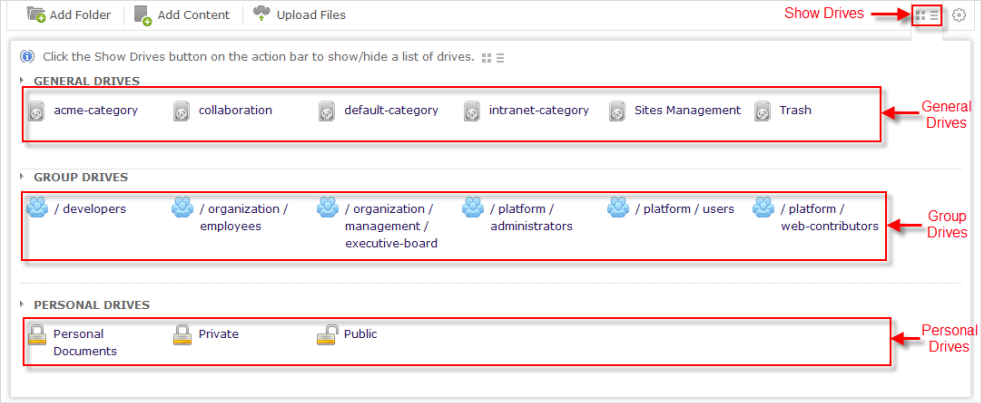 Add Folder Add Content Upload Files Show Drives
Click the Show Drives button on the action bar to show/hide a list of drives.
GENERAL DRIVES
acme-category collaboration default-category intranet-category Sites Management Trash
General
Drives
GROUP DRIVES
/ developers / organization / / organization / / platform / / platform / users / platform /
employees management / administrators web-contributors
executive-board
Group
Drives
PERSONAL DRIVES
Personal Private Public
Documents
Personal
Drives